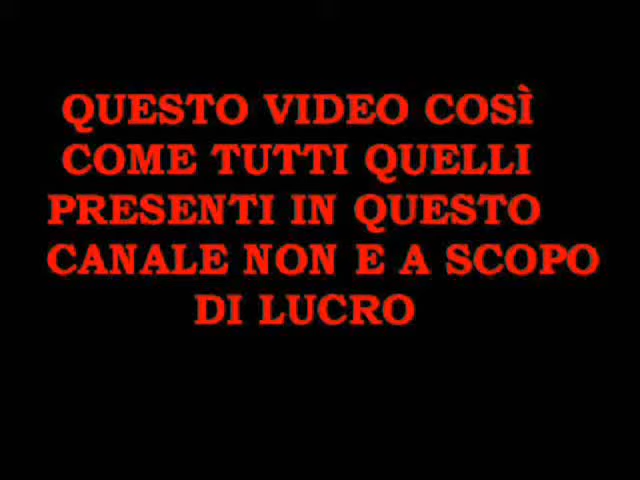 QUESTO VIDEO COSÌ
COME TUTTI QUELLI
PRESENTI IN QUESTO
CANALE NON E A SCOPO
DI LUCRO